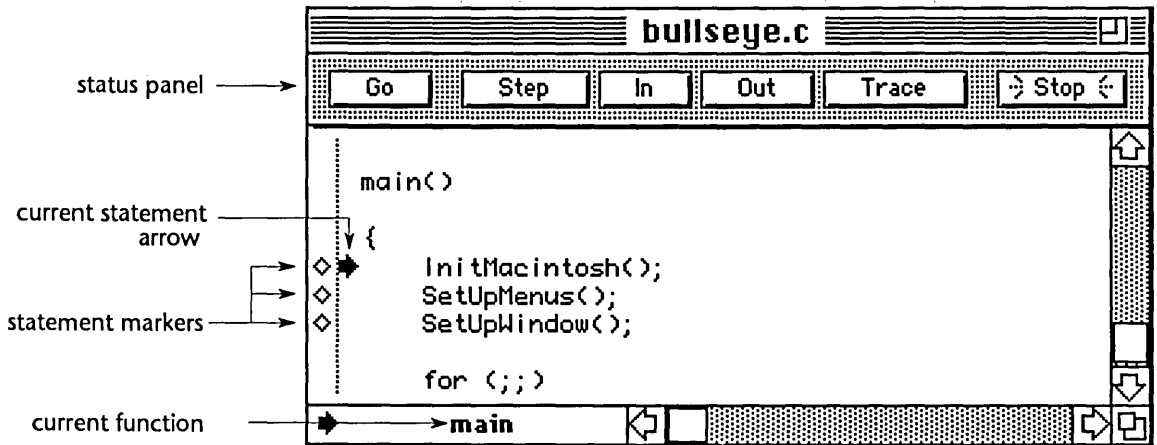 bullseye.c
status panel
Go Step In Out Trace Stop
main()
current statement
arrow
{
InitMacintosh();
SetUpMenus();
statement markers
SetUpWindow();
for (;;)
current function
main